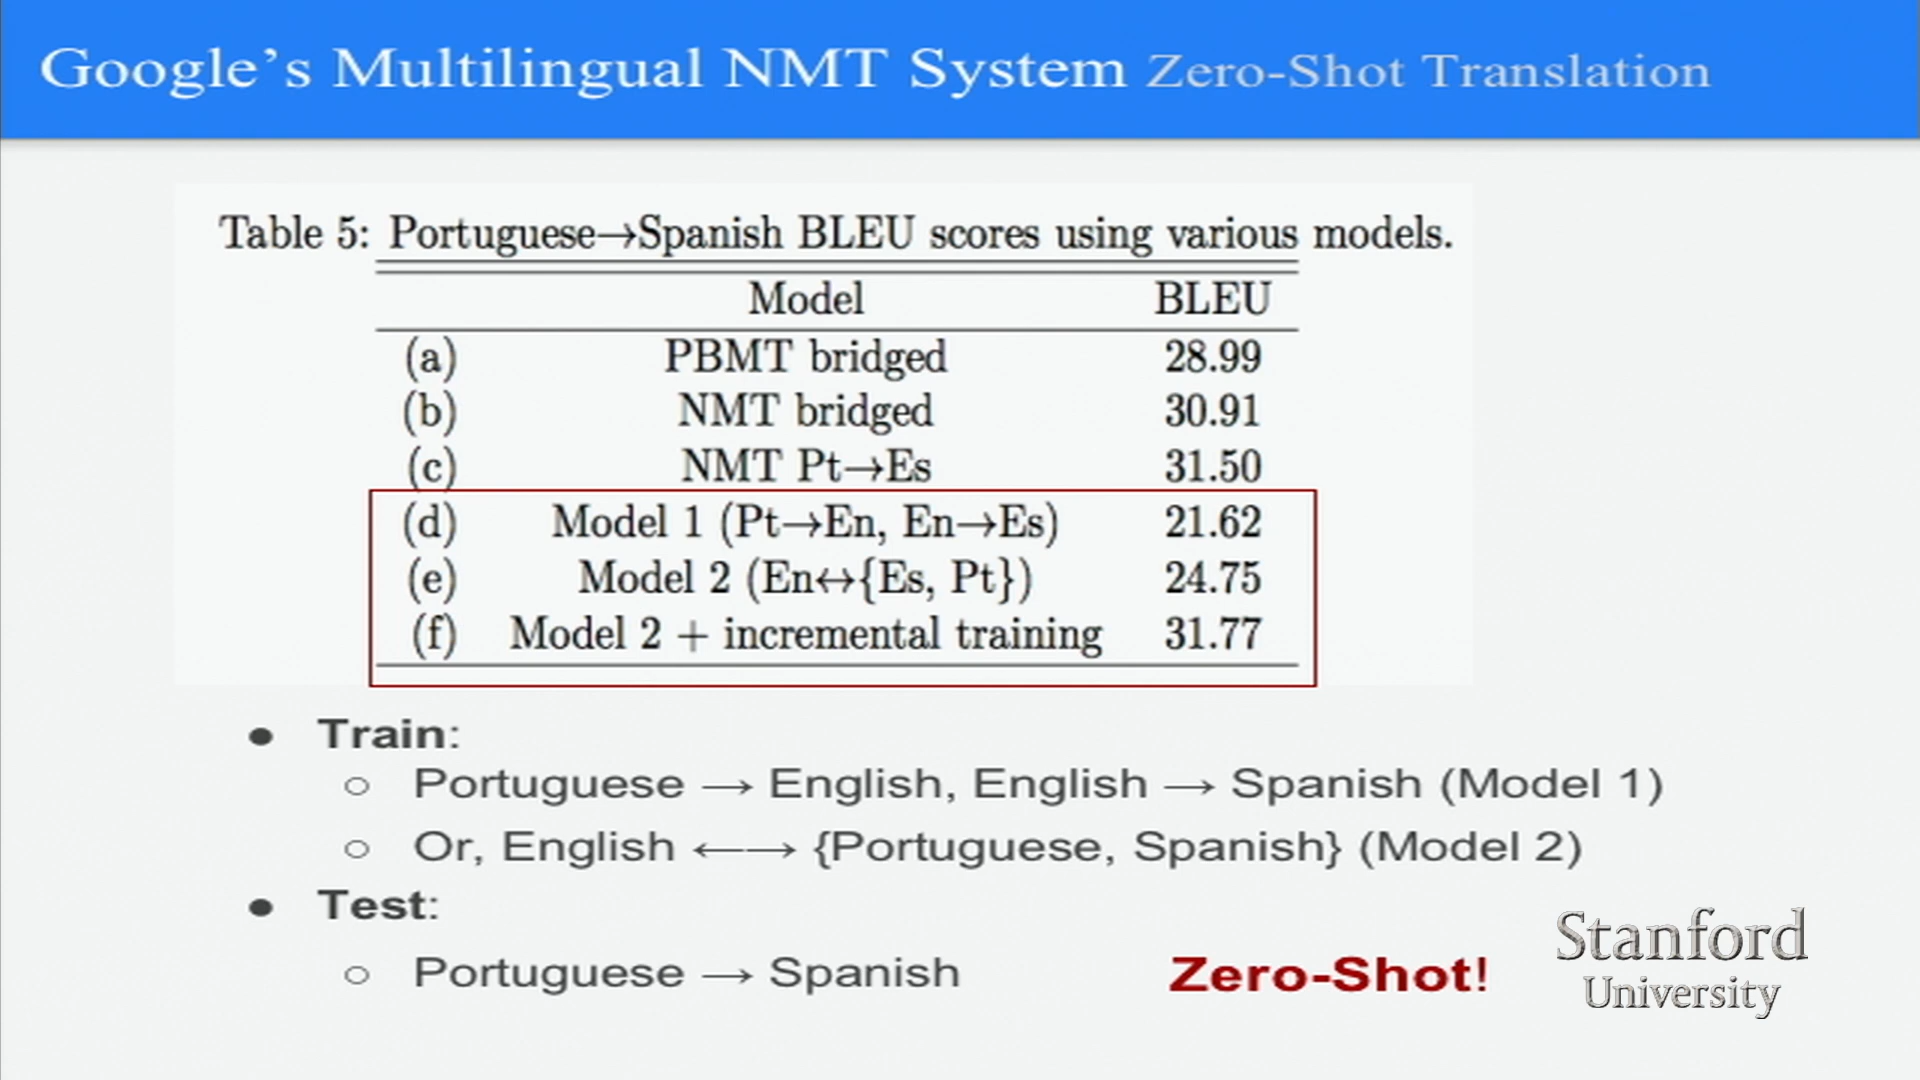 Google's Multilingual NMT System Zero-Shot Translation
Table 5: Portuguese→Spanish BLEU scores using various models.
Model BLEU
(a) PBMT bridged 28.99
(b) NMT bridged 30.91
(c) NMT Pt→Es 31.50
(d) Model 1 (Pt→En, En→Es) 21.62
(e) Model 2 (En↔{Es, Pt}) 24.75
(f) Model 2 + incremental training 31.77
● Train:
○ Portuguese → English, English → Spanish (Model 1)
○ Or, English ←→ {Portuguese, Spanish} (Model 2)
● Test:
○ Portuguese → Spanish Zero-Shot!
Stanford
University